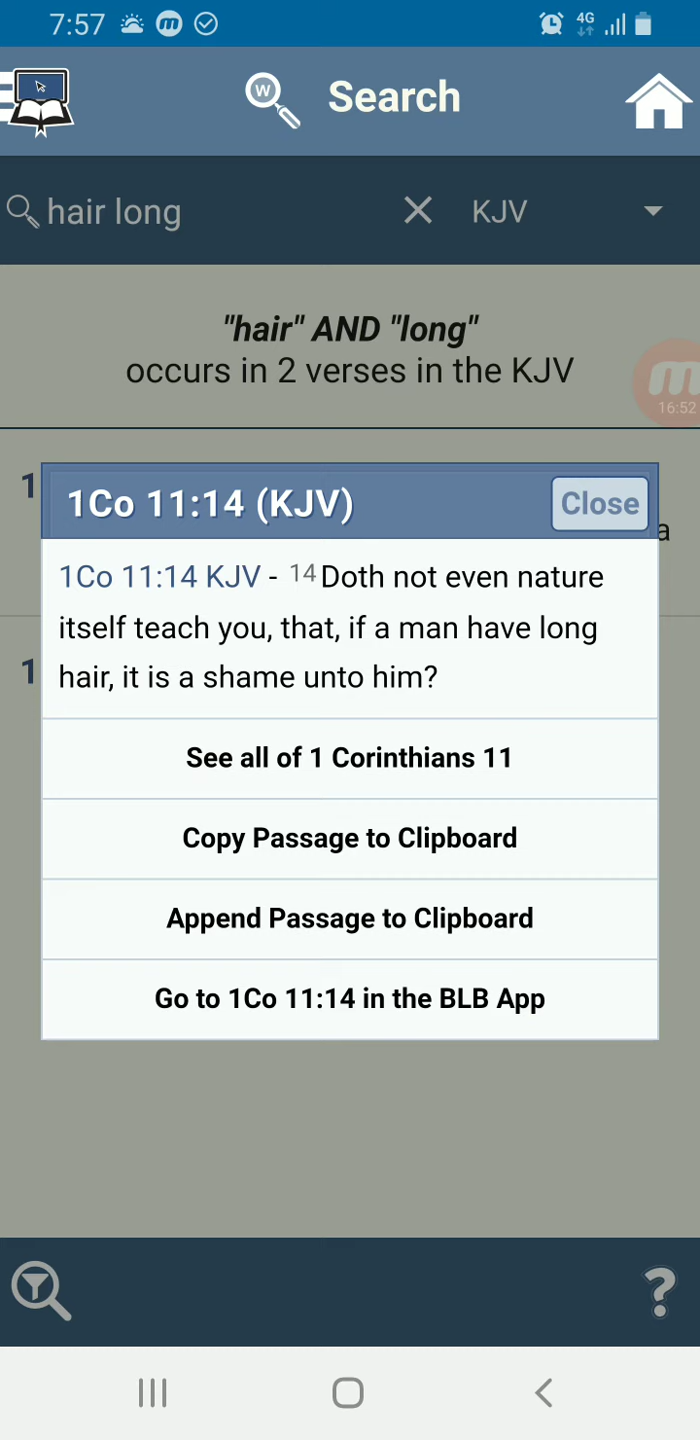 7:57
4G
Search
hair long
KJV
"hair" AND "long"
occurs in 2 verses in the KJV
16:52
1
1Co 11:14 (KJV)
Close
a
1Co 11:14 KJV - 14 Doth not even nature
itself teach you, that, if a man have long
hair, it is a shame unto him?
1
See all of 1 Corinthians 11
Copy Passage to Clipboard
Append Passage to Clipboard
Go to 1Co 11:14 in the BLB App
?